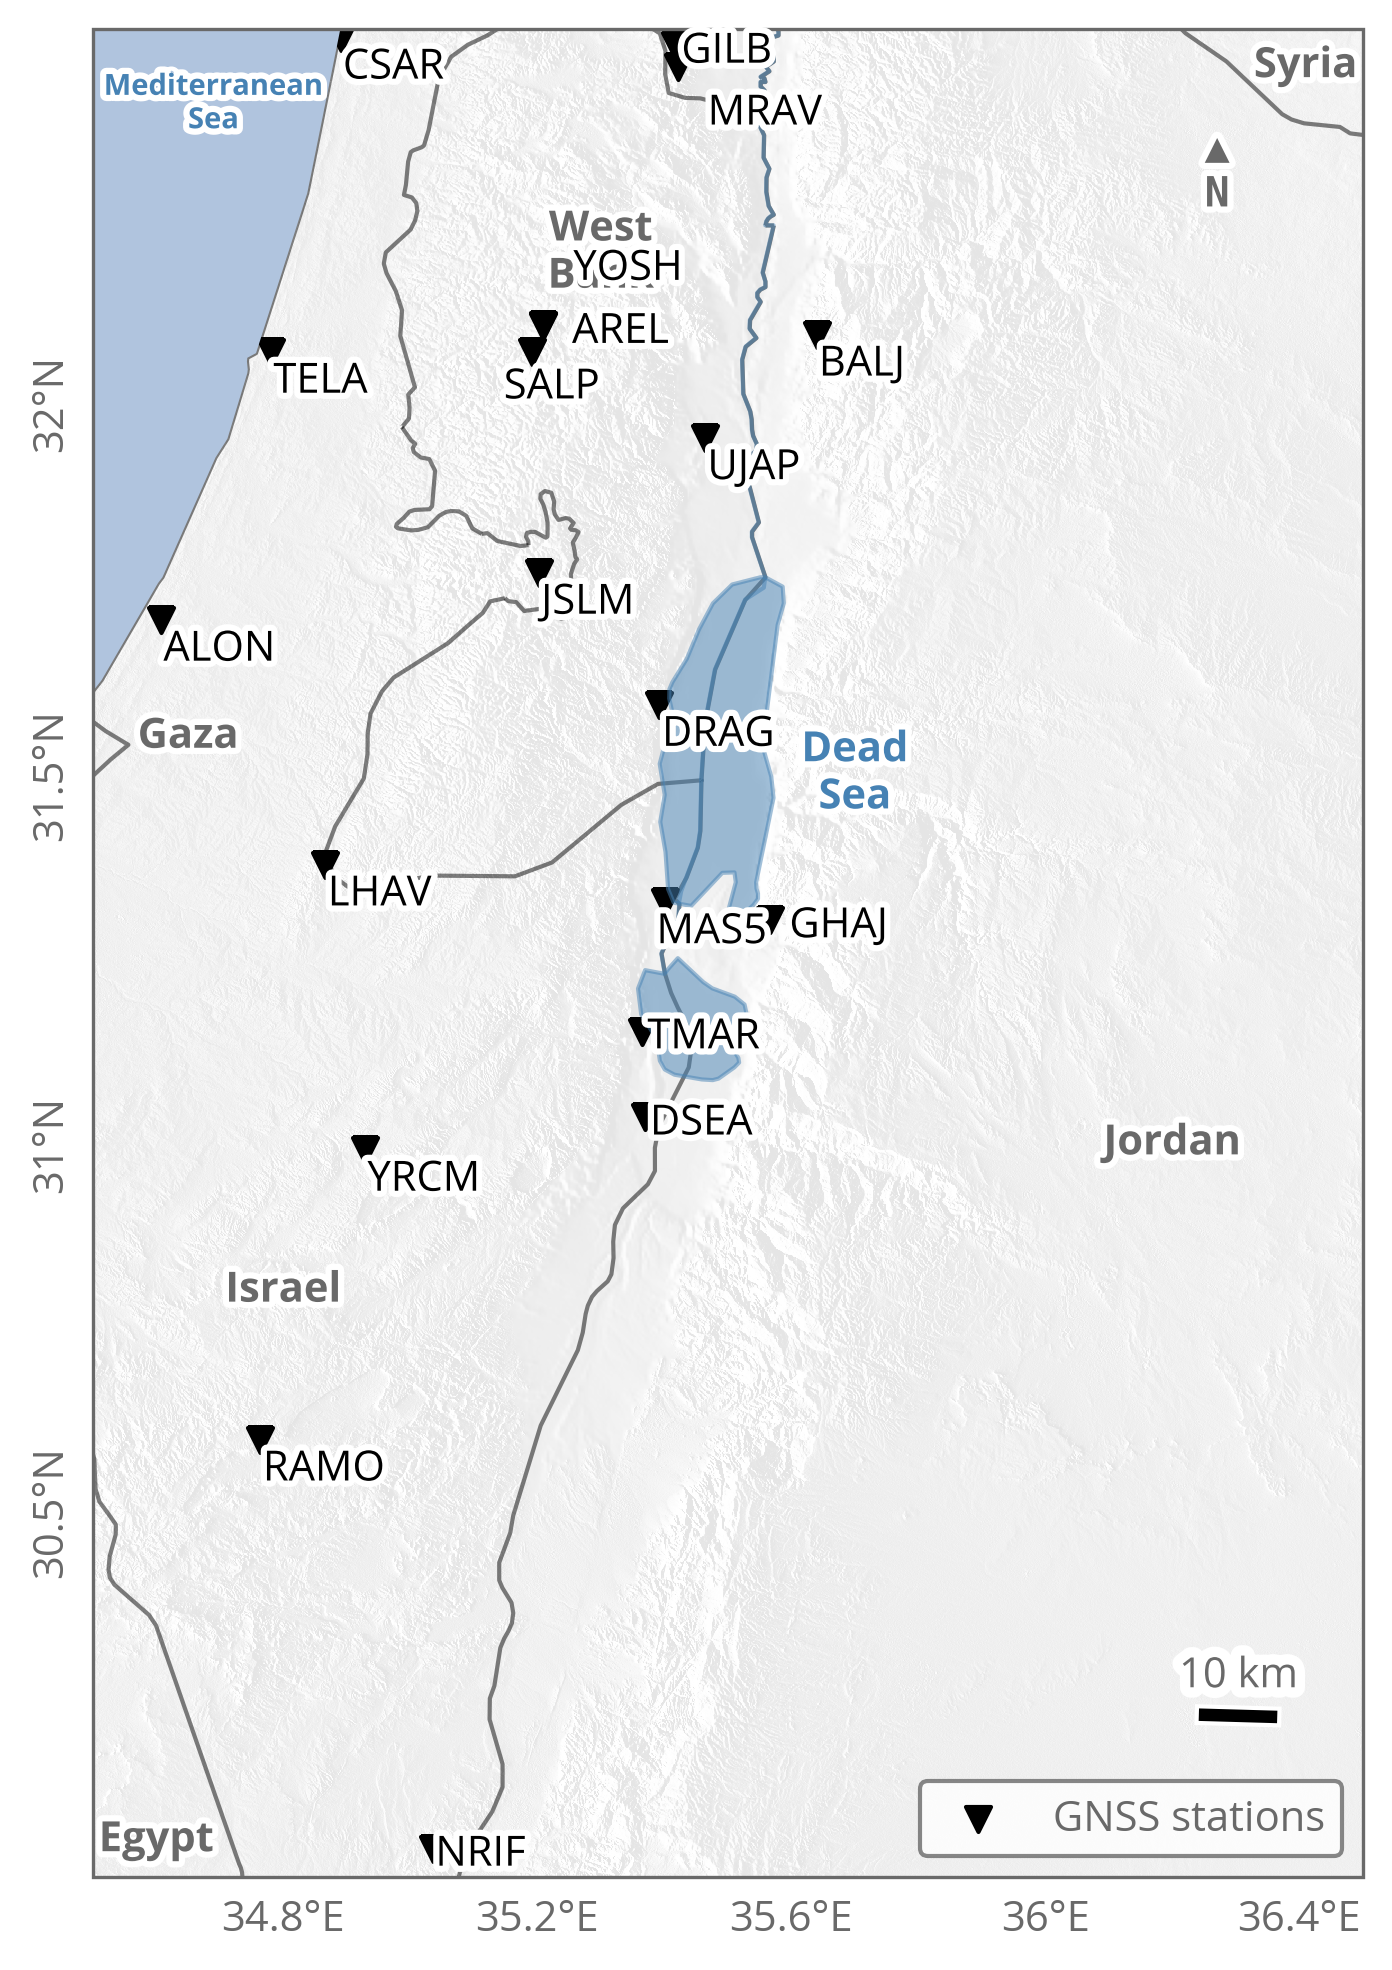 GILB
CSAR
Syria
Mediterranean
Sea
MRAV
N
West
YOSH
AREL
BALJ
TELA
SALP
32°N
UJAP
JSLM
ALON
Gaza
DRAG
Dead
Sea
31.5°N
LHAV
MAS5
GHAJ
TMAR
DSEA
31°N
YRCM
Jordan
Israel
RAMO
30.5°N
10 km
GNSS stations
Egypt
NRIF
34.8°E
35.2°E
35.6°E
36°E
36.4°E